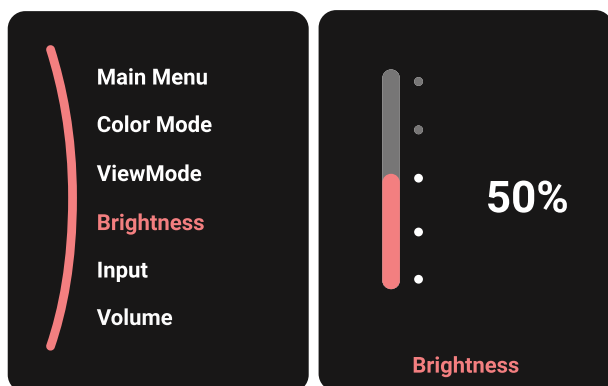 Main Menu
Color Mode
ViewMode
Brightness
Input
Volume
50%
Brightness